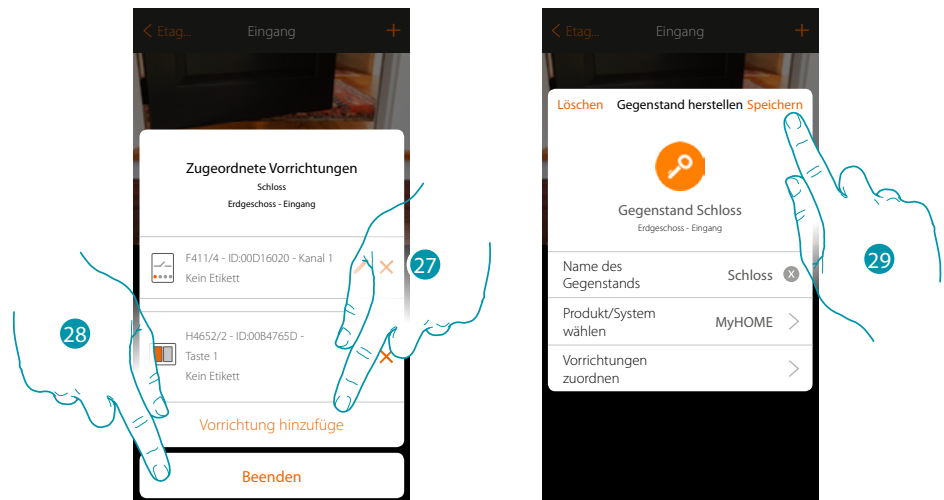 Etag... Eingang +
Zugeordnete Vorrichtungen
Schloss
Erdgeschoss - Eingang
F411/4 - ID:00D16020 - Kanal 1
Kein Etikett
27
H4652/2 - ID:00B4765D -
Taste 1
Kein Etikett
28
Vorrichtung hinzufüge
Beenden
Etag... Eingang +
Löschen Gegenstand herstellen Speichern
Gegenstand Schloss
Erdgeschoss - Eingang
29
Name des
Gegenstands
Schloss X
Produkt/System
wählen
MyHOME
Vorrichtungen
zuordnen